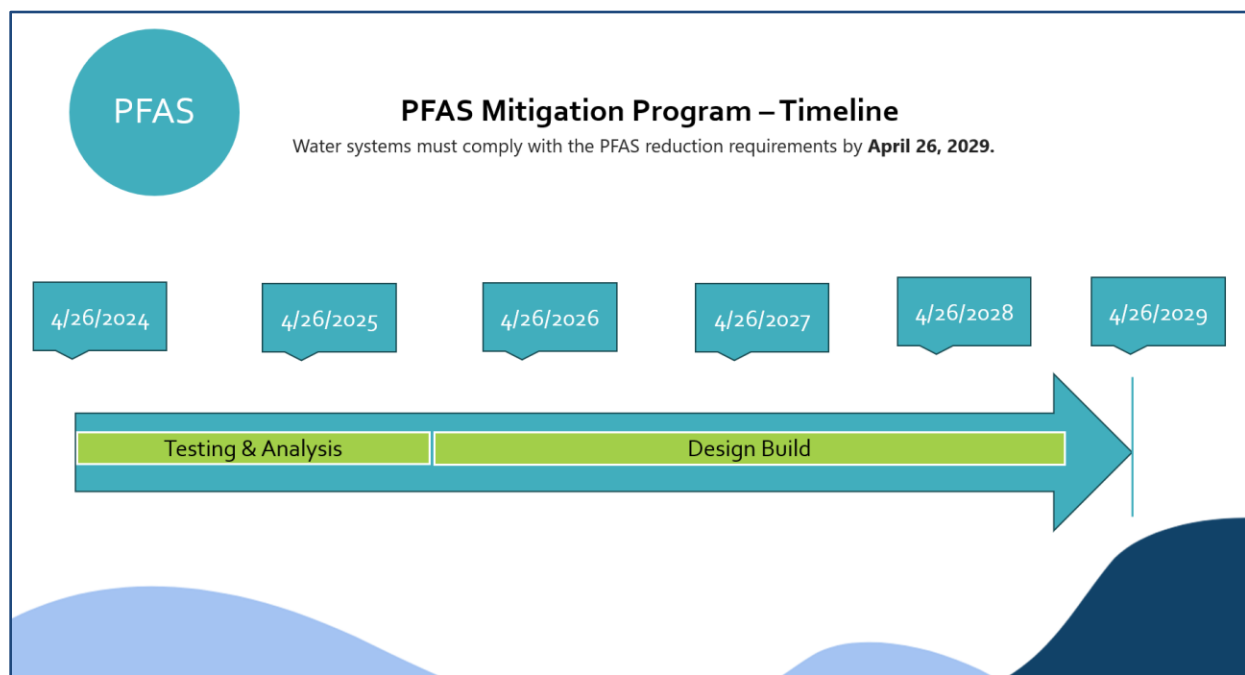 PFAS
PFAS Mitigation Program – Timeline
Water systems must comply with the PFAS reduction requirements by April 26, 2029.
4/26/2024
4/26/2025
4/26/2026
4/26/2027
4/26/2028
4/26/2029
Testing & Analysis
Design Build